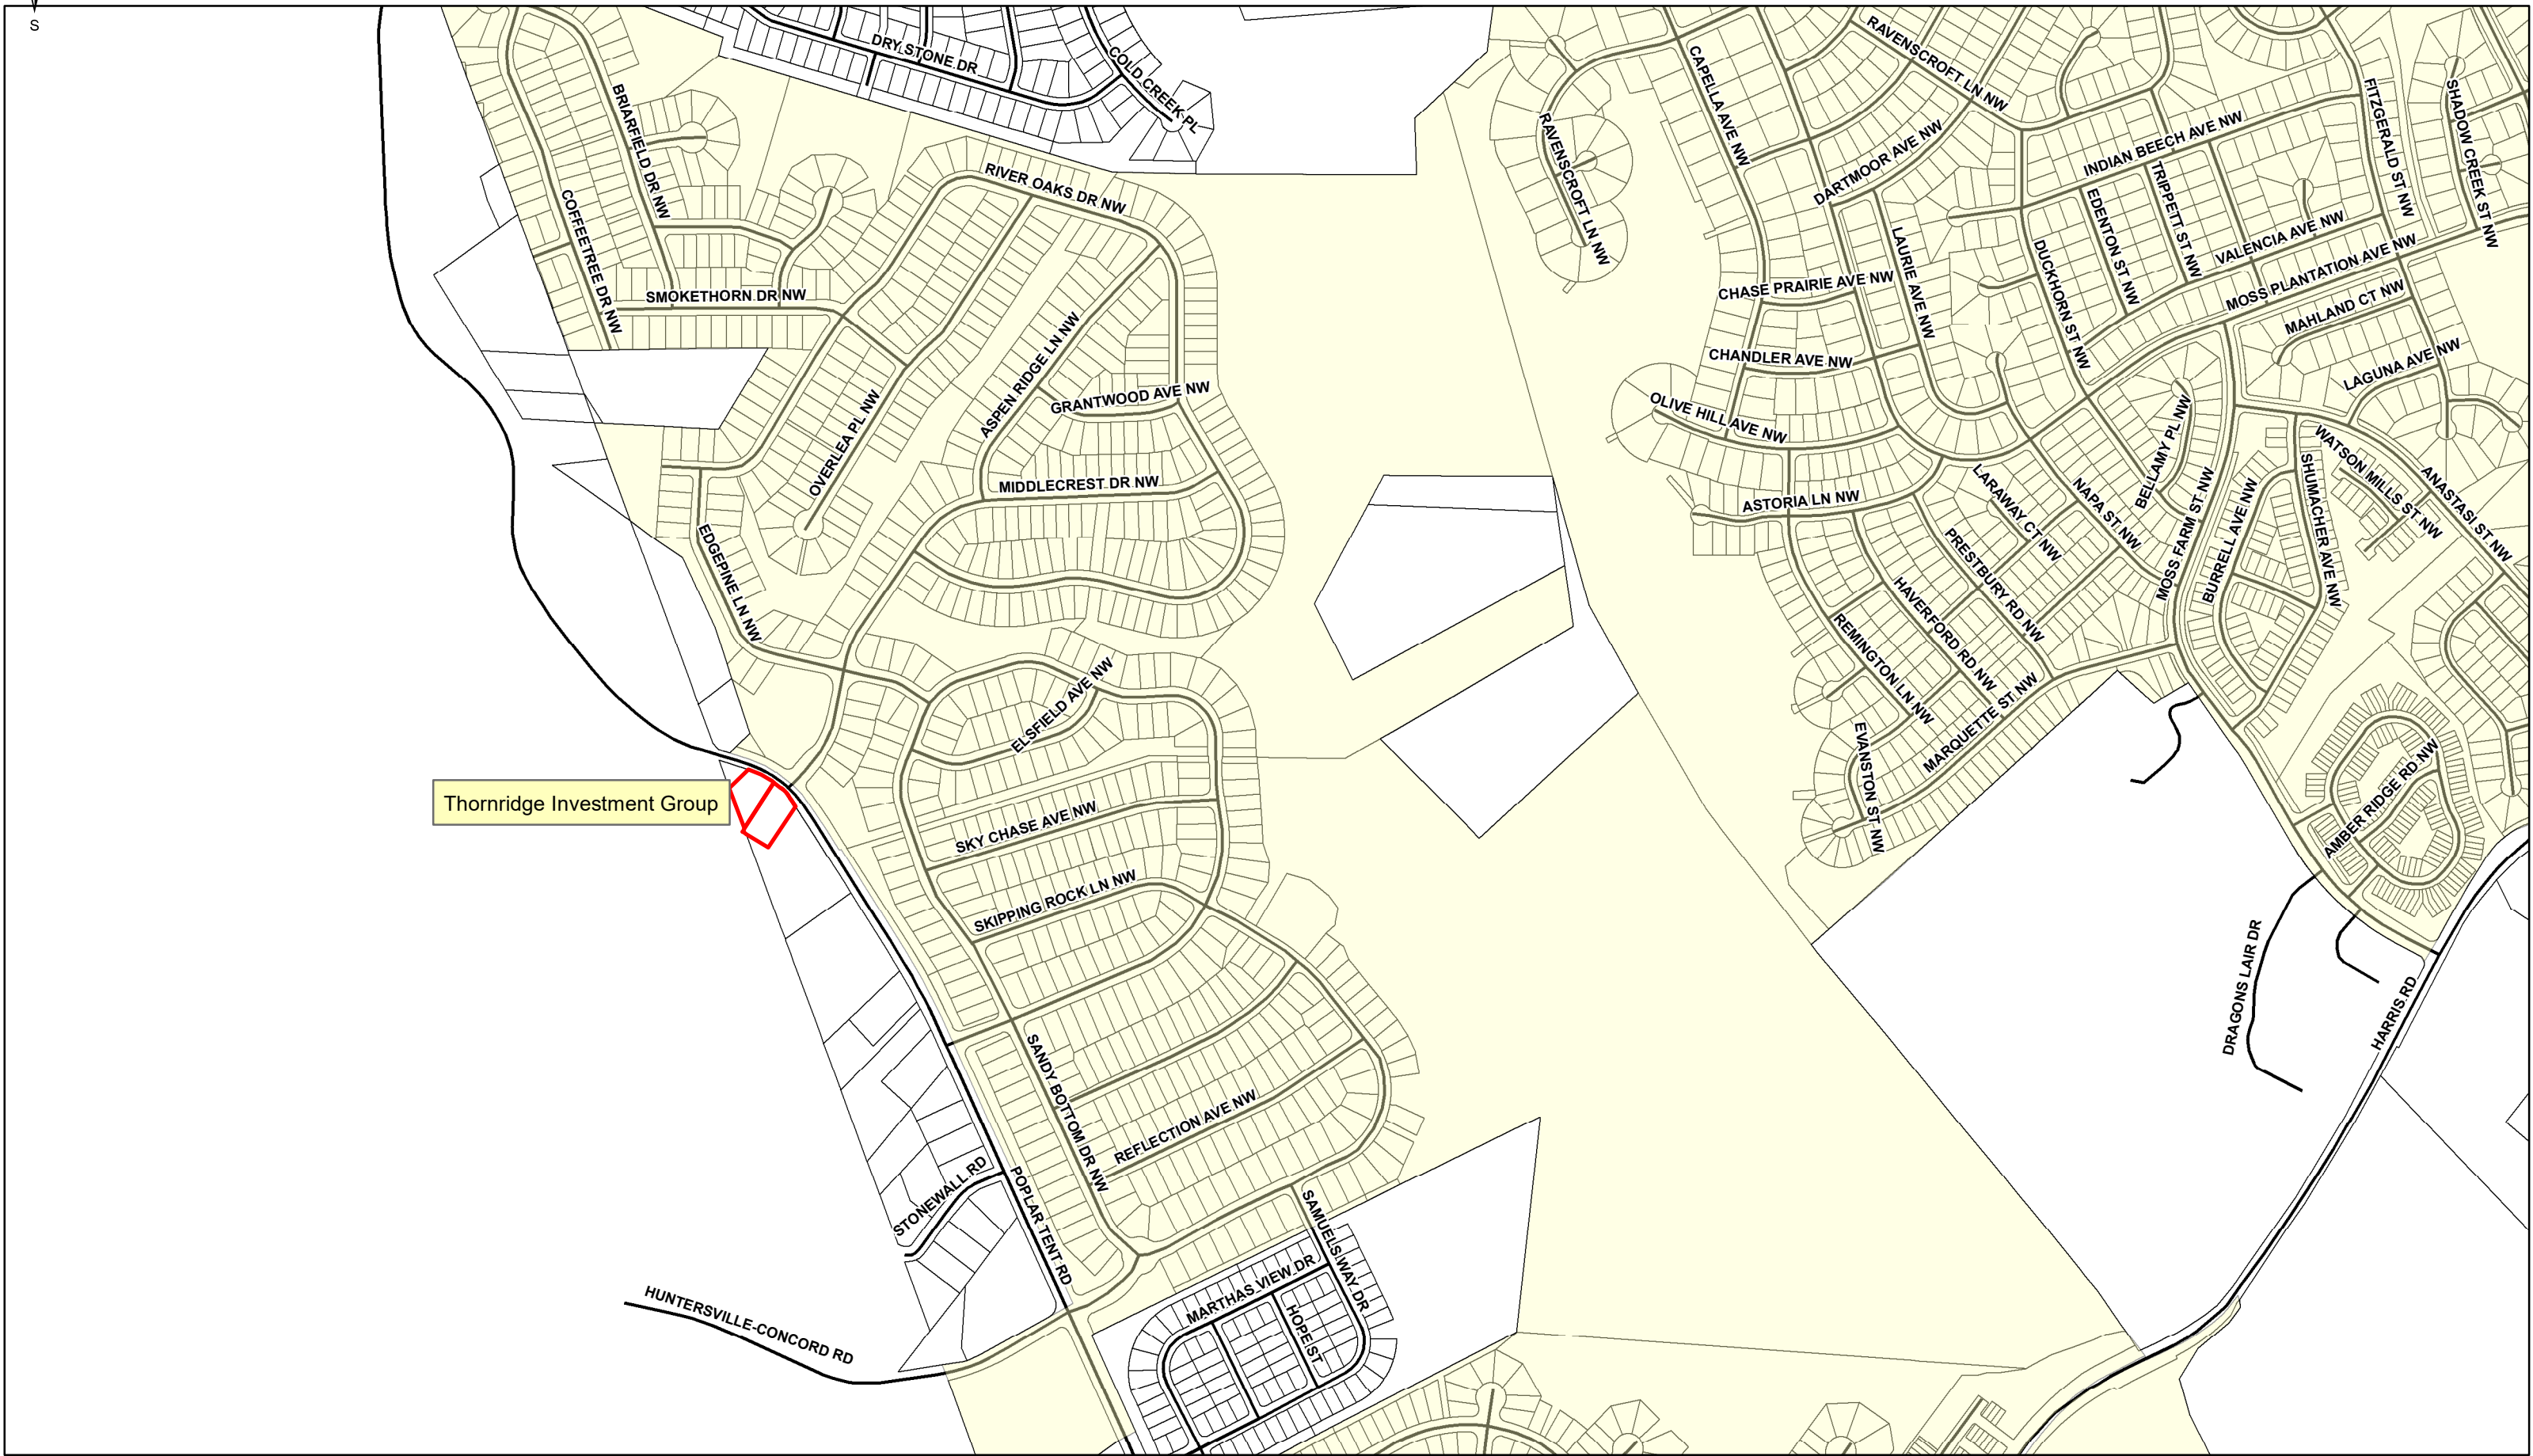 S
DRY STONE DR
COLD CREEK PL
RAVENSCROFT LN NW
CAPELLA AVE NW
BRIARFIELD DR NW
RAVENSCROFT LN NW
DARTMOOR AVE NW
INDIAN BEECH AVE NW
FITZGERALD ST NW
SHADOW CREEK ST NW
RIVER OAKS DR NW
COFFEETREE DR NW
TRIPPETT ST NW
EDENTON ST NW
VALENCIA AVE NW
LAURIE AVE NW
DUCKHORN ST NW
MOSS PLANTATION AVE NW
SMOKETHORN DR NW
CHASE PRAIRIE AVE NW
MAHLAND CT NW
ASPEN RIDGE LN NW
CHANDLER AVE NW
LAGUNA AVE NW
GRANTWOOD AVE NW
OVERLEA PL NW
OLIVE HILL AVE NW
BELLAMY PL NW
WATSON MILLS ST NW
MIDDLECREST DR NW
ASTORIA LN NW
LARAWAY CT NW
NAPA ST NW
MOSS FARM ST NW
BURRELL AVE NW
SHUMACHER AVE NW
ANASTASI ST NW
EDGEPINE LN NW
PRESTBURY RD NW
HAVERFORD RD NW
REMINGTON LN NW
ELSFIELD AVE NW
MARQUETTE ST NW
EVANSTON ST NW
AMBER RIDGE RD NW
Thornridge Investment Group
SKY CHASE AVE NW
SKIPPING ROCK LN NW
DRAGONS LAIR DR
HARRIS RD
SANDY BOTTOM DR NW
REFLECTION AVE NW
STONEWALL RD
POPLAR TENT RD
SAMUELS WAY DR
MARTHAS VIEW DR
HOPE ST
HUNTERSVILLE-CONCORD RD